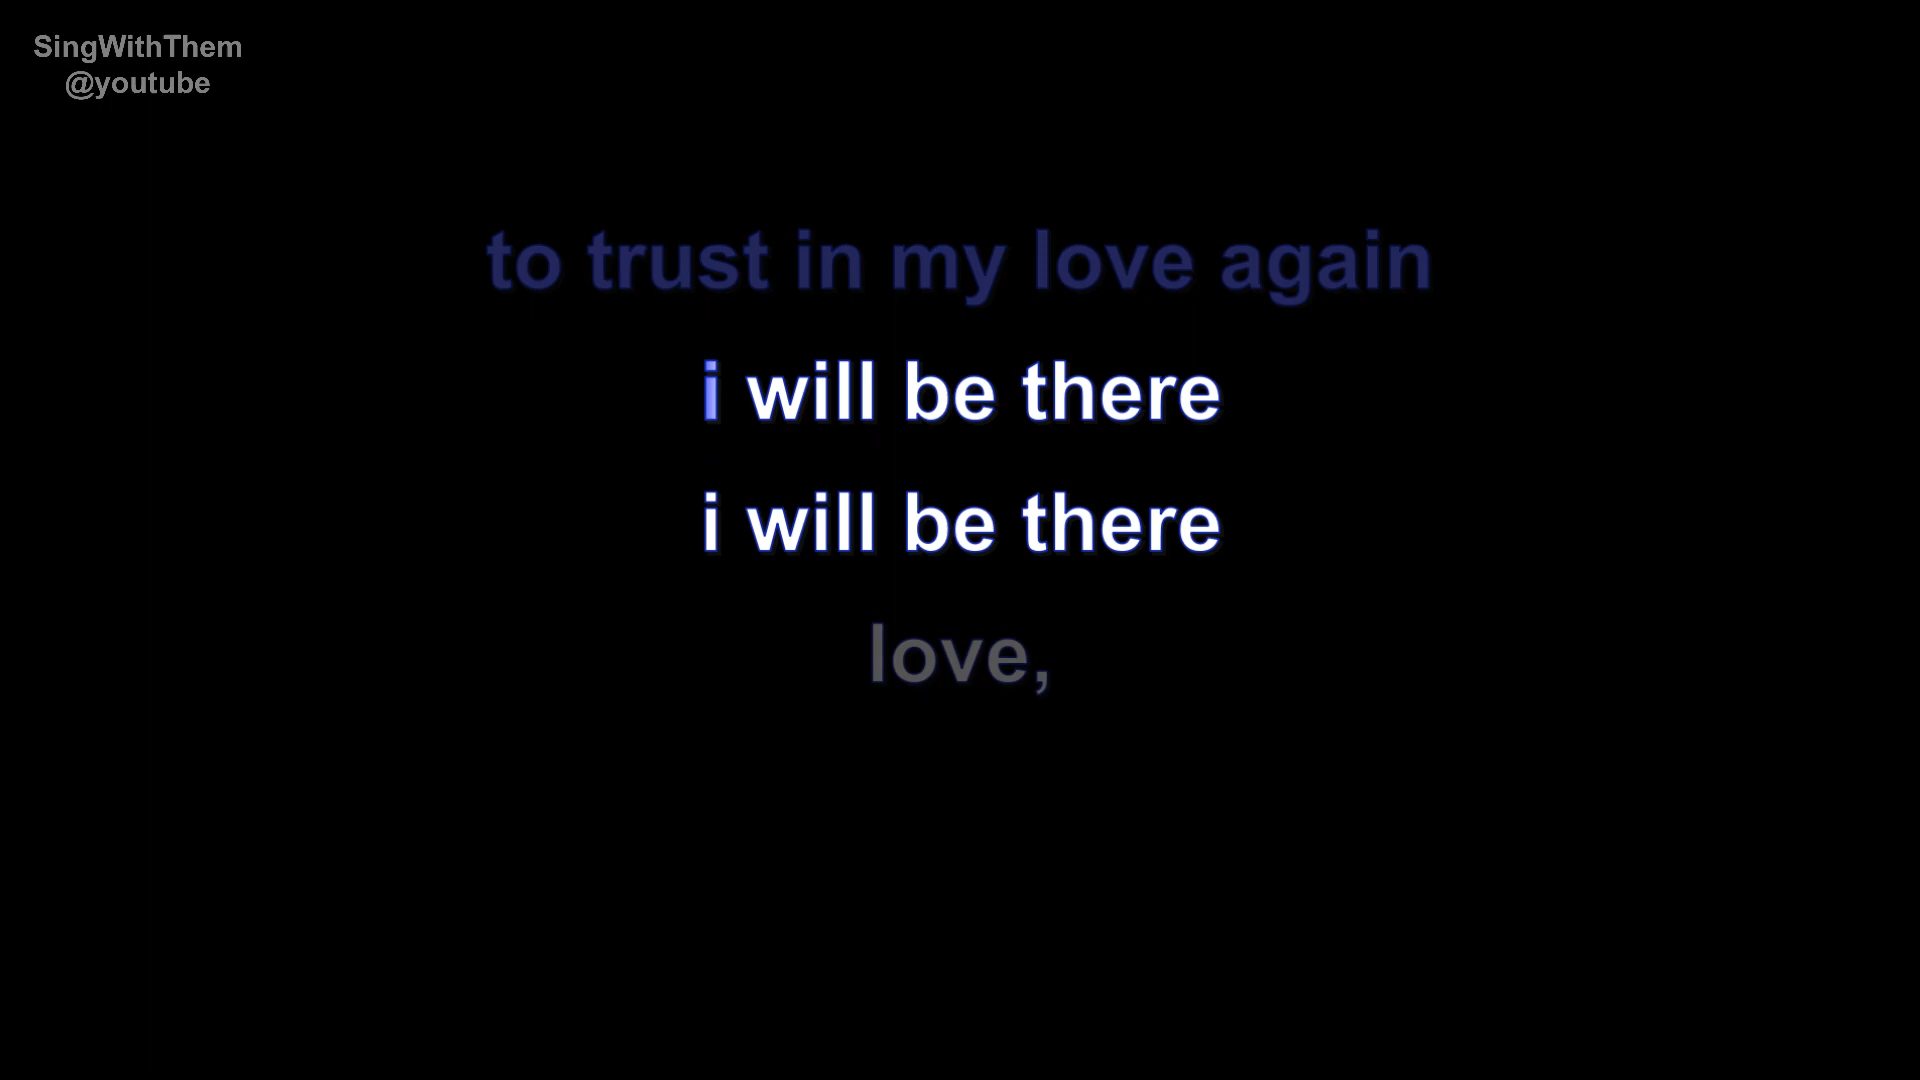 SingWithThem
@youtube
to trust in my love again
i will be there
i will be there
love,